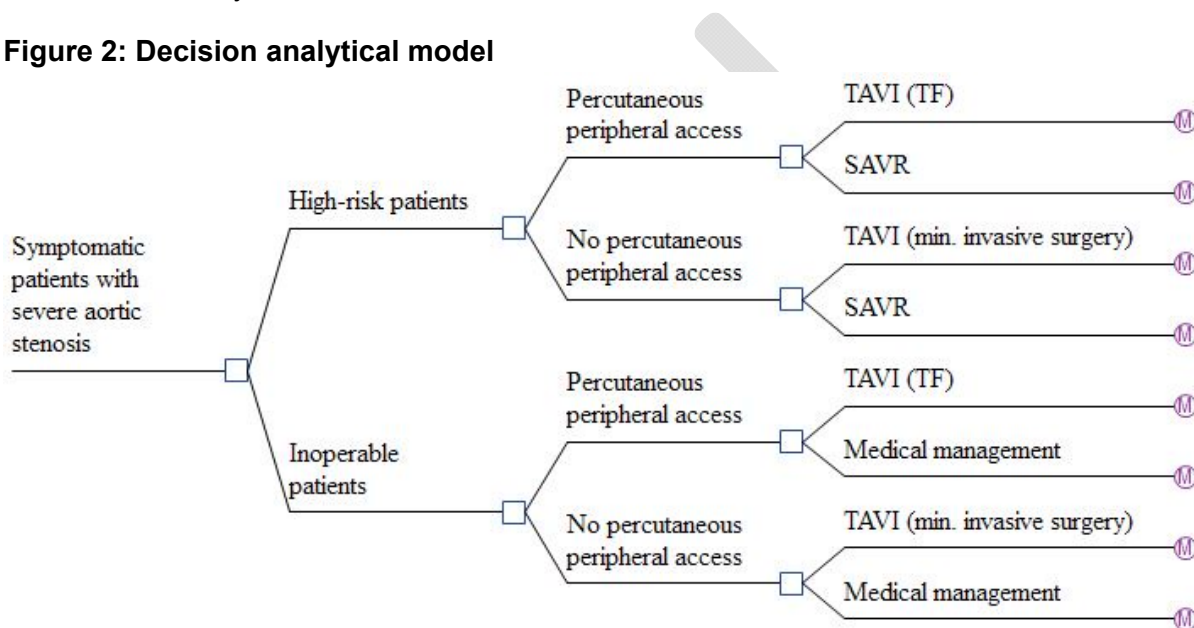 Figure 2: Decision analytical model
Percutaneous
peripheral access
TAVI (TF)
M
SAVR
M
High-risk patients
No percutaneous
peripheral access
TAVI (min. invasive surgery)
M
SAVR
M
Symptomatic
patients with
severe aortic
stenosis
Percutaneous
peripheral access
TAVI (TF)
M
Medical management
M
Inoperable
patients
No percutaneous
peripheral access
TAVI (min. invasive surgery)
M
Medical management
M